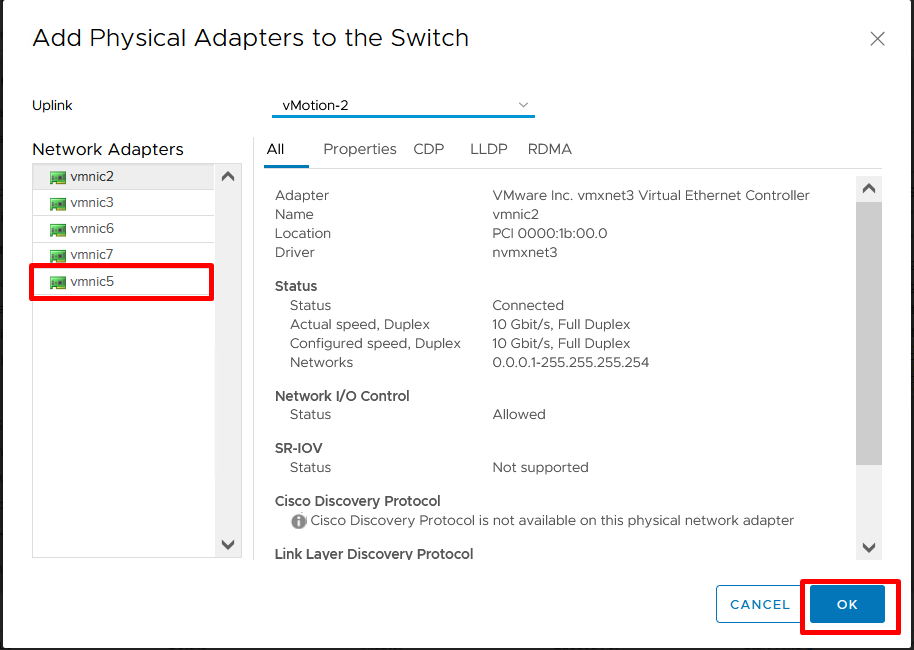 Add Physical Adapters to the Switch
Uplink
vMotion-2
Network Adapters
vmnic2
vmnic3
vmnic6
vmnic7
vmnic5
All Properties CDP LLDP RDMA
Adapter VMware Inc. vmxnet3 Virtual Ethernet Controller
Name vmnic2
Location PCI 0000:1b:00.0
Driver nvmxnet3
Status
Status Connected
Actual speed, Duplex 10 Gbit/s, Full Duplex
Configured speed, Duplex 10 Gbit/s, Full Duplex
Networks 0.0.0.1-255.255.255.254
Network I/O Control
Status Allowed
SR-IOV
Status Not supported
Cisco Discovery Protocol
Cisco Discovery Protocol is not available on this physical network adapter
Link Layer Discovery Protocol
CANCEL OK